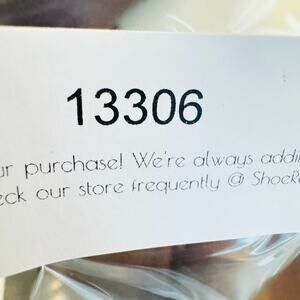 13306
ur purchase! We're always addi
eck our store frequently @ ShoeR